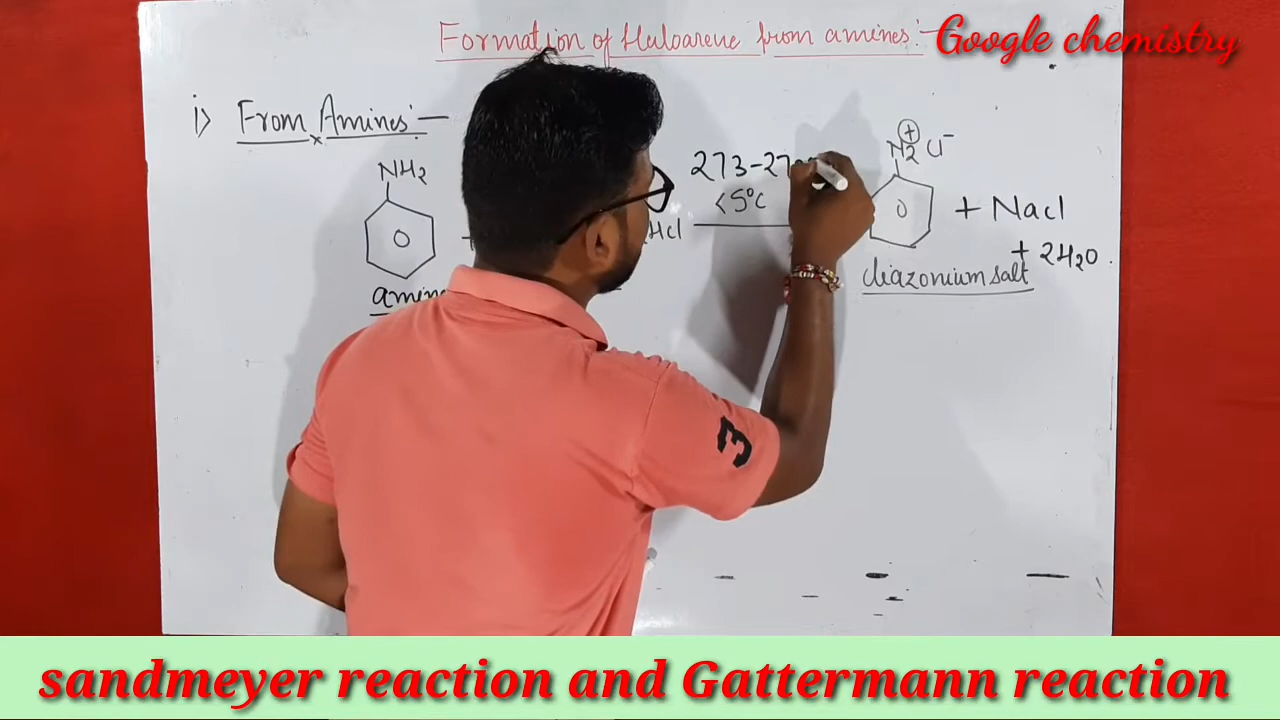 Formation of Haloarene from amines:-
Google chemistry
i> From Amines:-
NH2
+ HCl
273-27
<5°C
N2 ⊕ Cl-
+ Nacl
+ 2H2O.
diazonium salt
3
sandmeyer reaction and Gattermann reaction